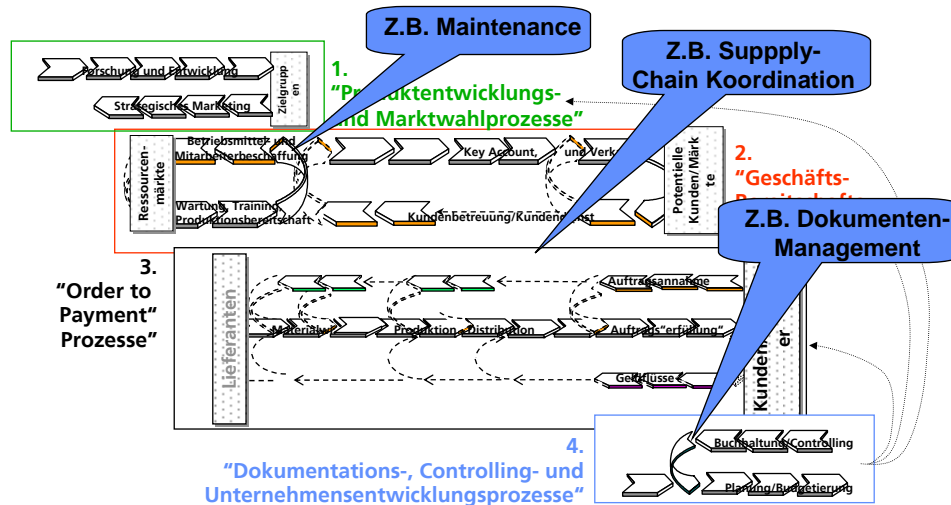 Z.B. Maintenance
Z.B. Suppply-
Chain Koordination
Forschung und Entwicklung
Strategisches Marketing
Zielgrupp
en
1.
“Produktentwicklungs-
und Marktwahlprozesse”
Ressourcen-
märkte
Betriebsmittel- und
Mitarbeiterbeschaffung
Key Account,
und Verk
Wartung, Training
Produktionsbereitschaft
Kundenbetreuung/Kundendienst
Potentielle
Kunden/Märk
te
2.
“Geschäfts-
Z.B. Dokumenten-
Management
3.
“Order to
Payment“
Prozesse”
Lieferanten
Auftragsannahme
Materialwi
Produktion
Distribution
Auftrags“erfüllung“
Geldflüsse
er
4.
“Dokumentations-, Controlling- und
Unternehmensentwicklungsprozesse“
Buchhaltung/Controlling
Planung/Budgetierung